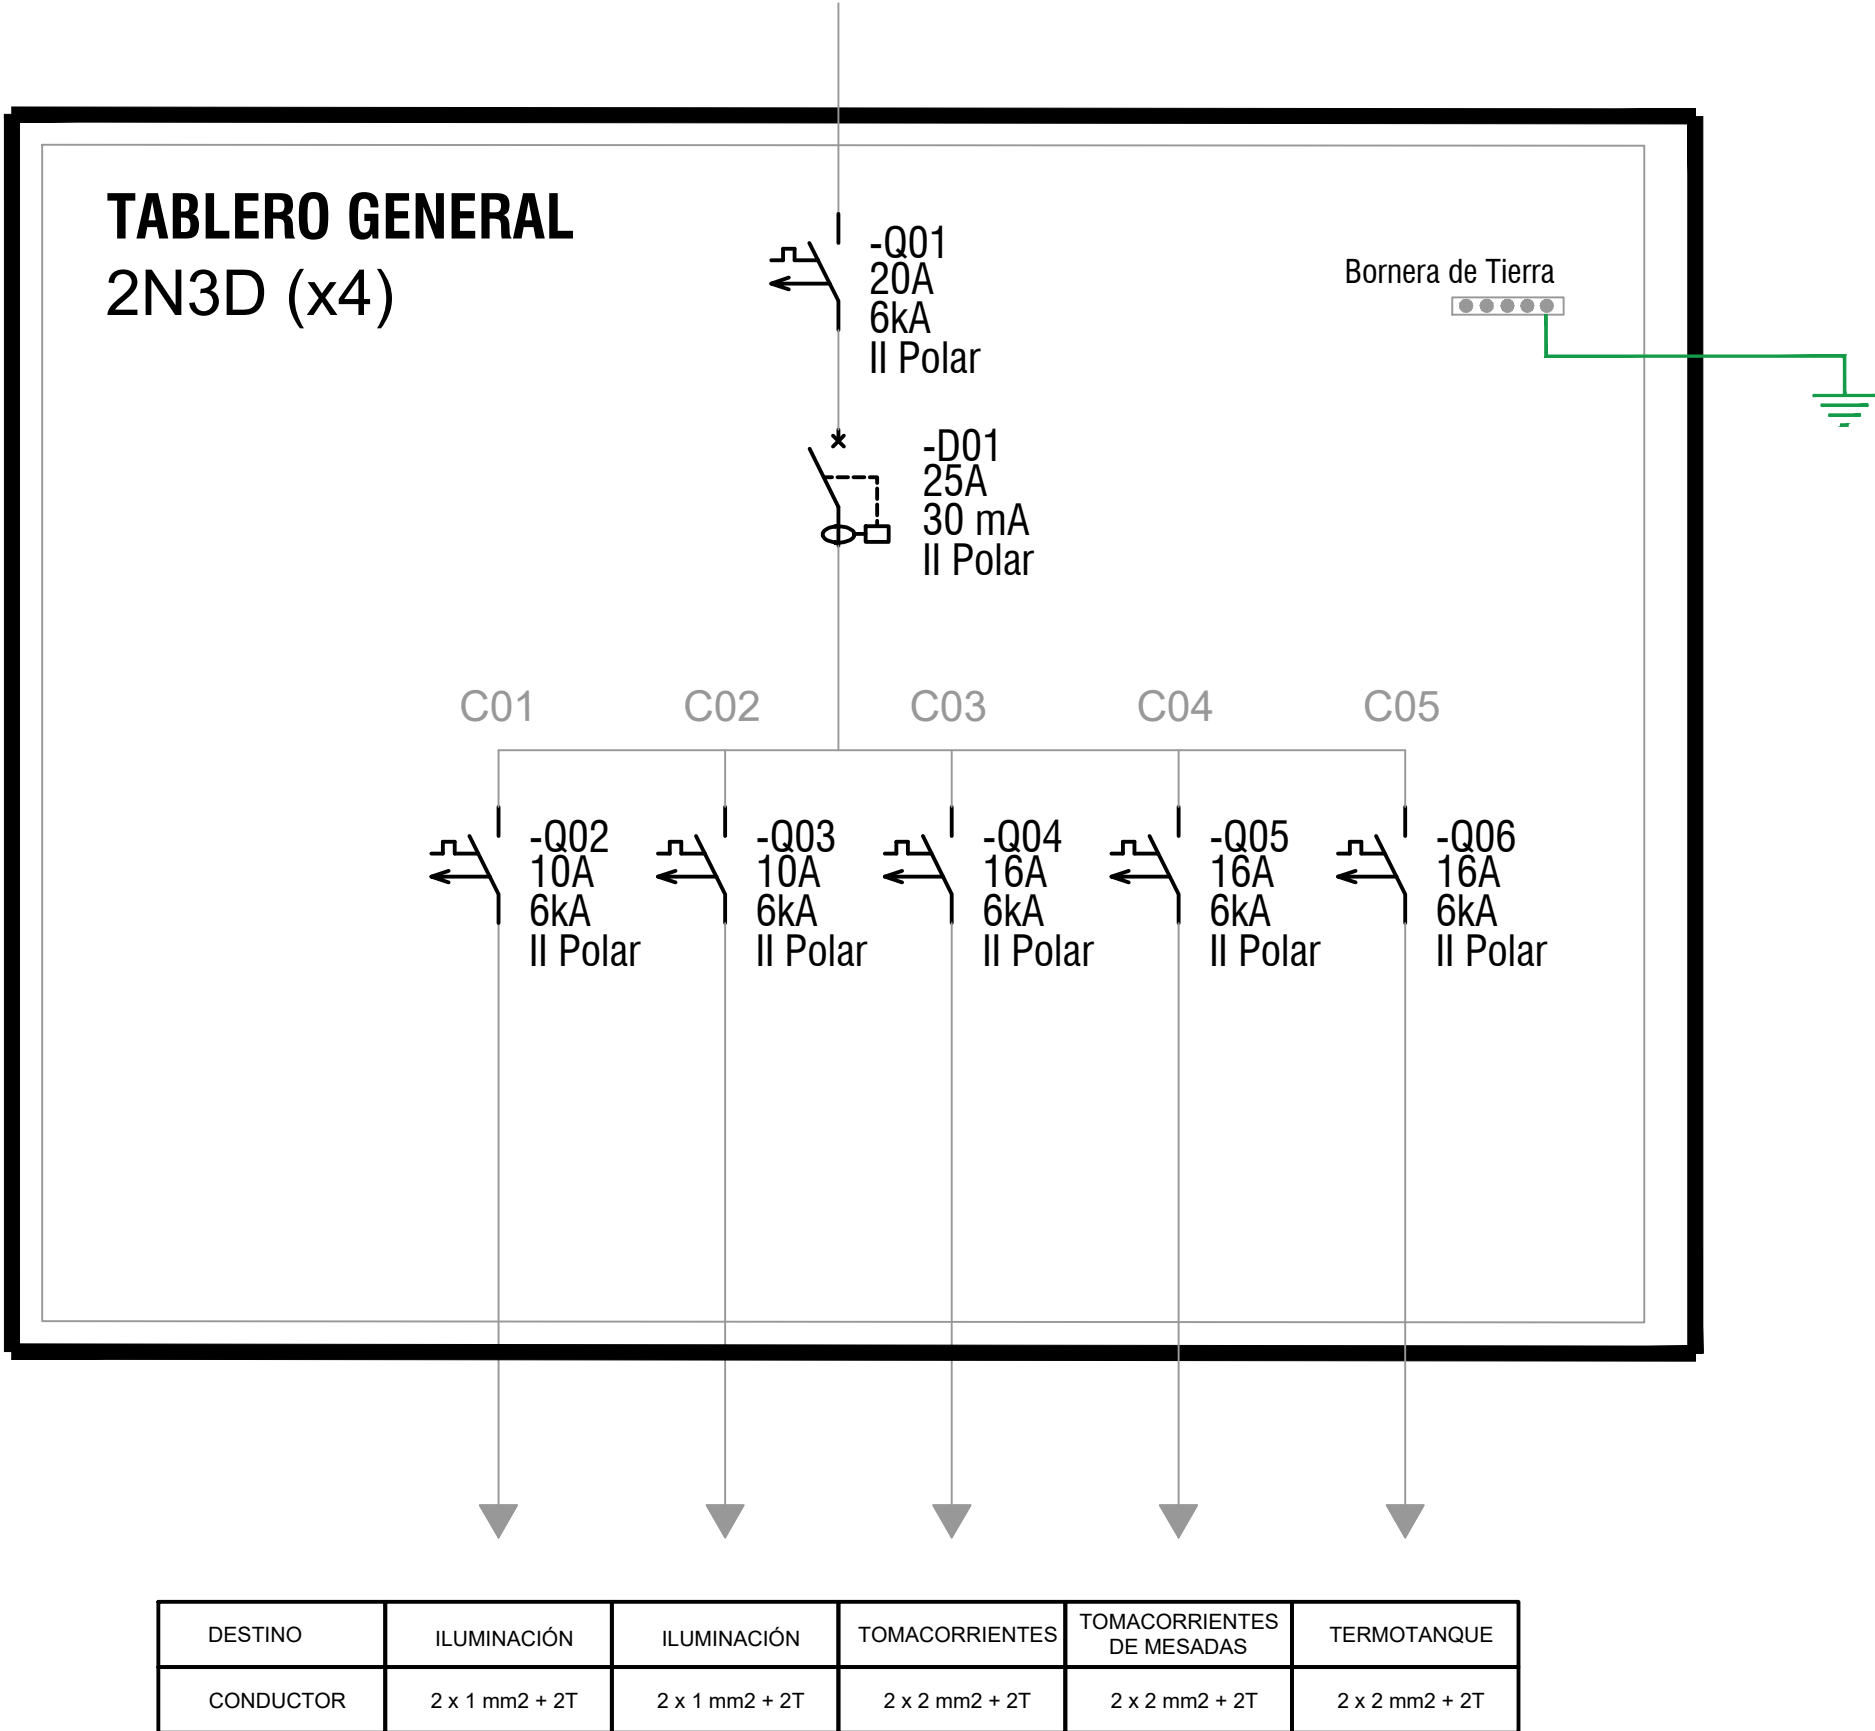 TABLERO GENERAL
2N3D (x4)
-Q01
20A
6kA
II Polar
Bornera de Tierra
-D01
25A
30 mA
II Polar
C01 C02 C03 C04 C05
-Q02
10A
6kA
II Polar
-Q03
10A
6kA
II Polar
-Q04
16A
6kA
II Polar
-Q05
16A
6kA
II Polar
-Q06
16A
6kA
II Polar
DESTINO
ILUMINACIÓN
ILUMINACIÓN
TOMACORRIENTES
TOMACORRIENTES
DE MESADAS
TERMOTANQUE
CONDUCTOR
2 x 1 mm2 + 2T
2 x 1 mm2 + 2T
2 x 2 mm2 + 2T
2 x 2 mm2 + 2T
2 x 2 mm2 + 2T